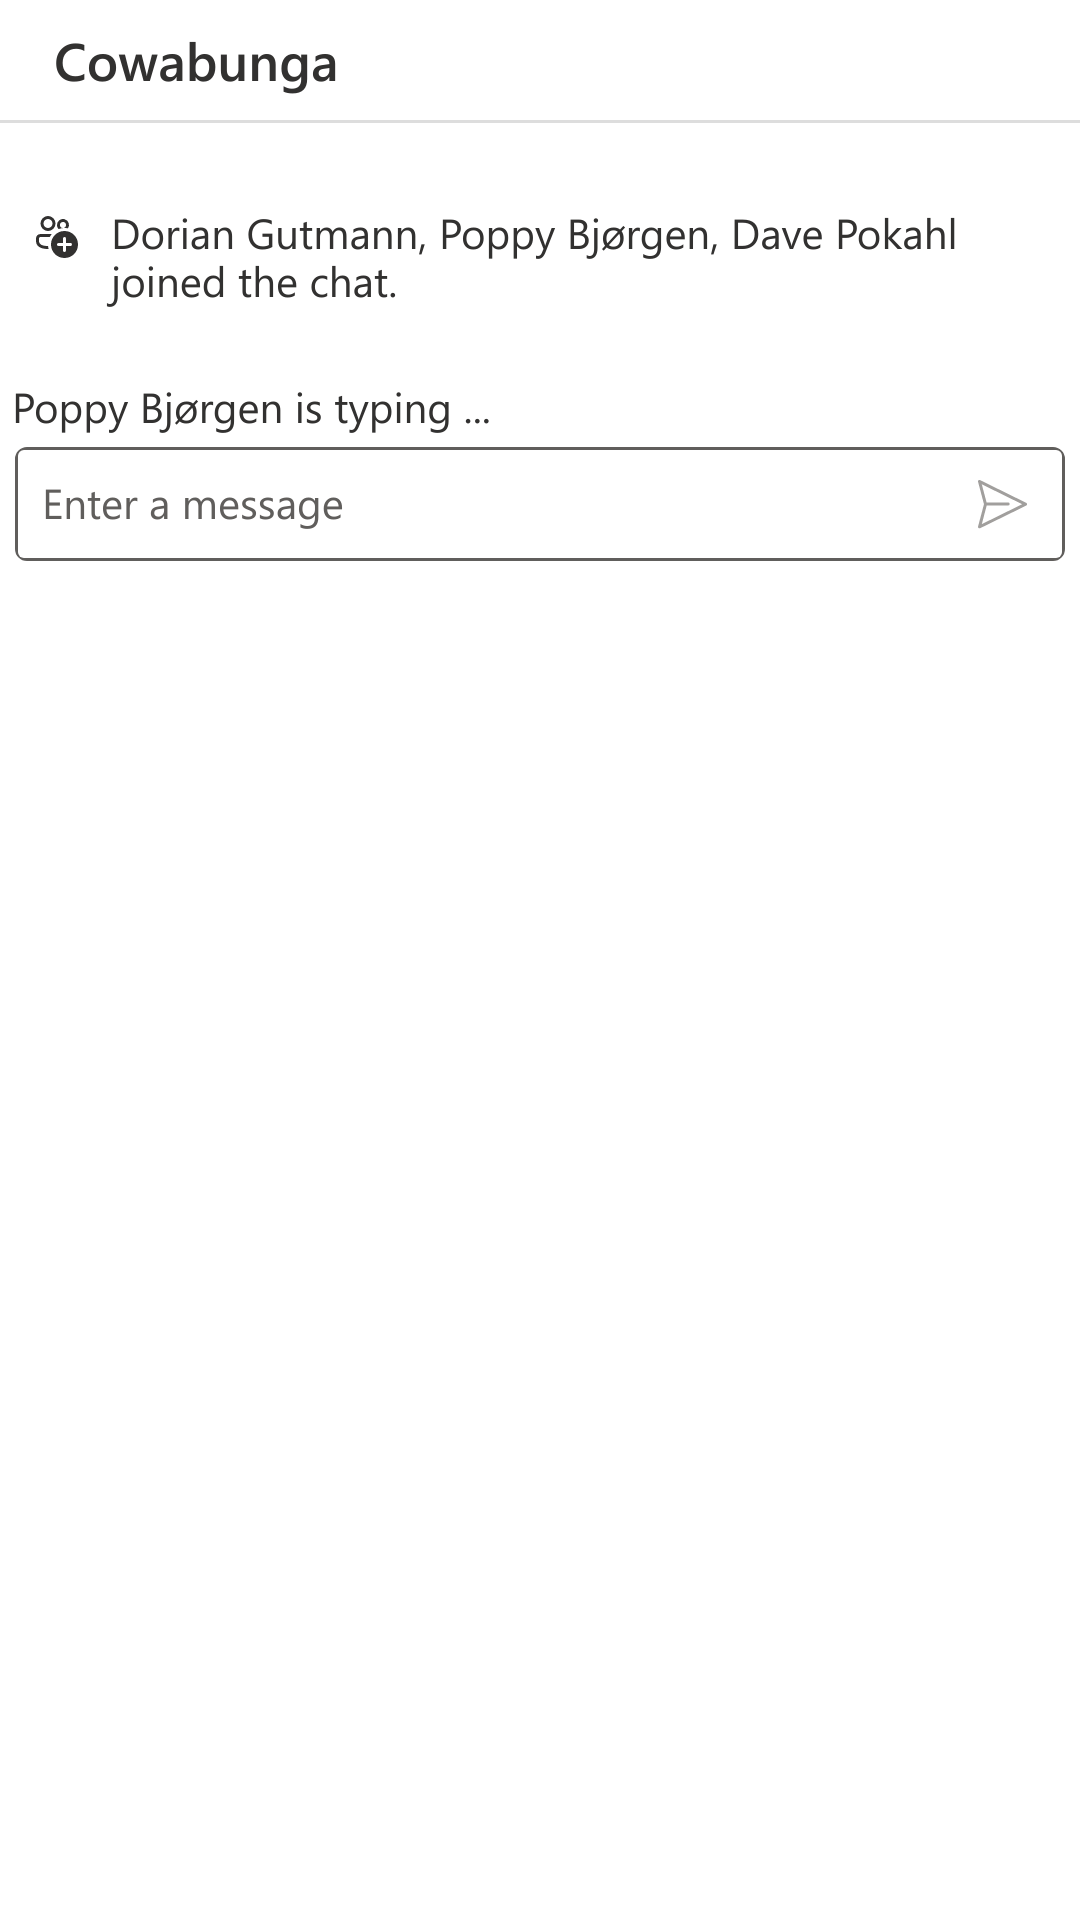 Cowabunga
Dorian Gutmann, Poppy Bjørgen, Dave Pokahl
joined the chat.
Poppy Bjørgen is typing ...
Enter a message